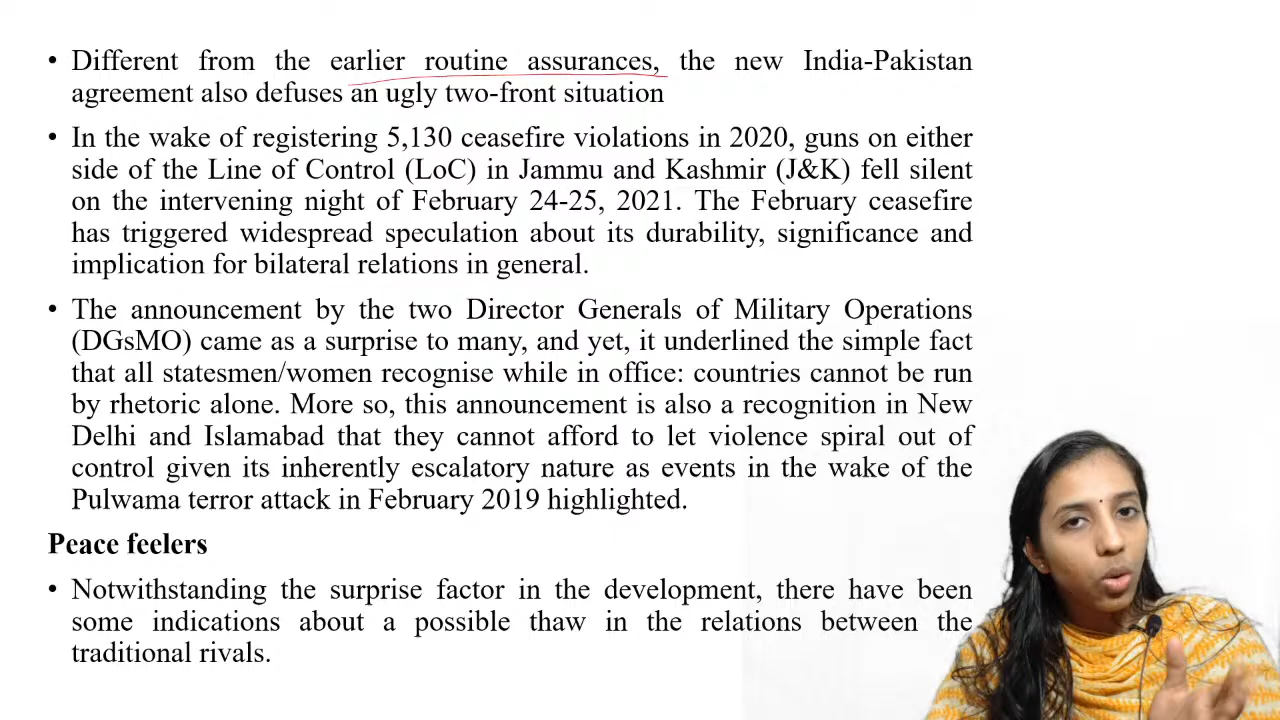 • Different from the earlier routine assurances, the new India-Pakistan
agreement also defuses an ugly two-front situation
• In the wake of registering 5,130 ceasefire violations in 2020, guns on either
side of the Line of Control (LoC) in Jammu and Kashmir (J&K) fell silent
on the intervening night of February 24-25, 2021. The February ceasefire
has triggered widespread speculation about its durability, significance and
implication for bilateral relations in general.
• The announcement by the two Director Generals of Military Operations
(DGsMO) came as a surprise to many, and yet, it underlined the simple fact
that all statesmen/women recognise while in office: countries cannot be run
by rhetoric alone. More so, this announcement is also a recognition in New
Delhi and Islamabad that they cannot afford to let violence spiral out of
control given its inherently escalatory nature as events in the wake of the
Pulwama terror attack in February 2019 highlighted.
Peace feelers
• Notwithstanding the surprise factor in the development, there have been
some indications about a possible thaw in the relations between the
traditional rivals.